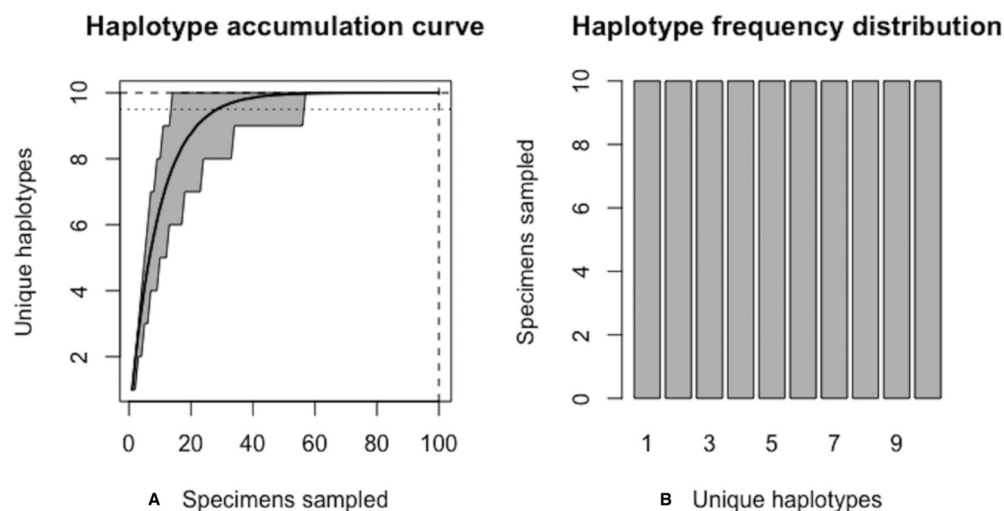 Haplotype accumulation curve
Unique haplotypes
10
8
6
4
2
0 20 40 60 80 100
A Specimens sampled
Haplotype frequency distribution
Specimens sampled
10
8
6
4
2
0
1 3 5 7 9
B Unique haplotypes